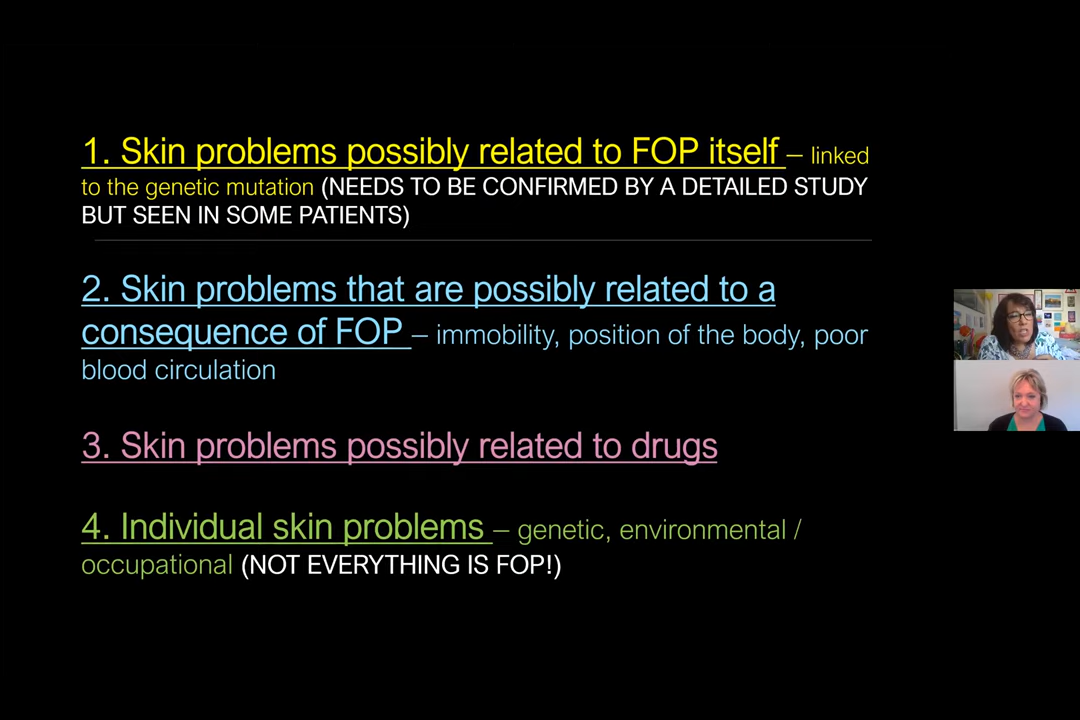 1. Skin problems possibly related to FOP itself – linked
to the genetic mutation (NEEDS TO BE CONFIRMED BY A DETAILED STUDY
BUT SEEN IN SOME PATIENTS)
2. Skin problems that are possibly related to a
consequence of FOP – immobility, position of the body, poor
blood circulation
3. Skin problems possibly related to drugs
4. Individual skin problems – genetic, environmental /
occupational (NOT EVERYTHING IS FOP!)